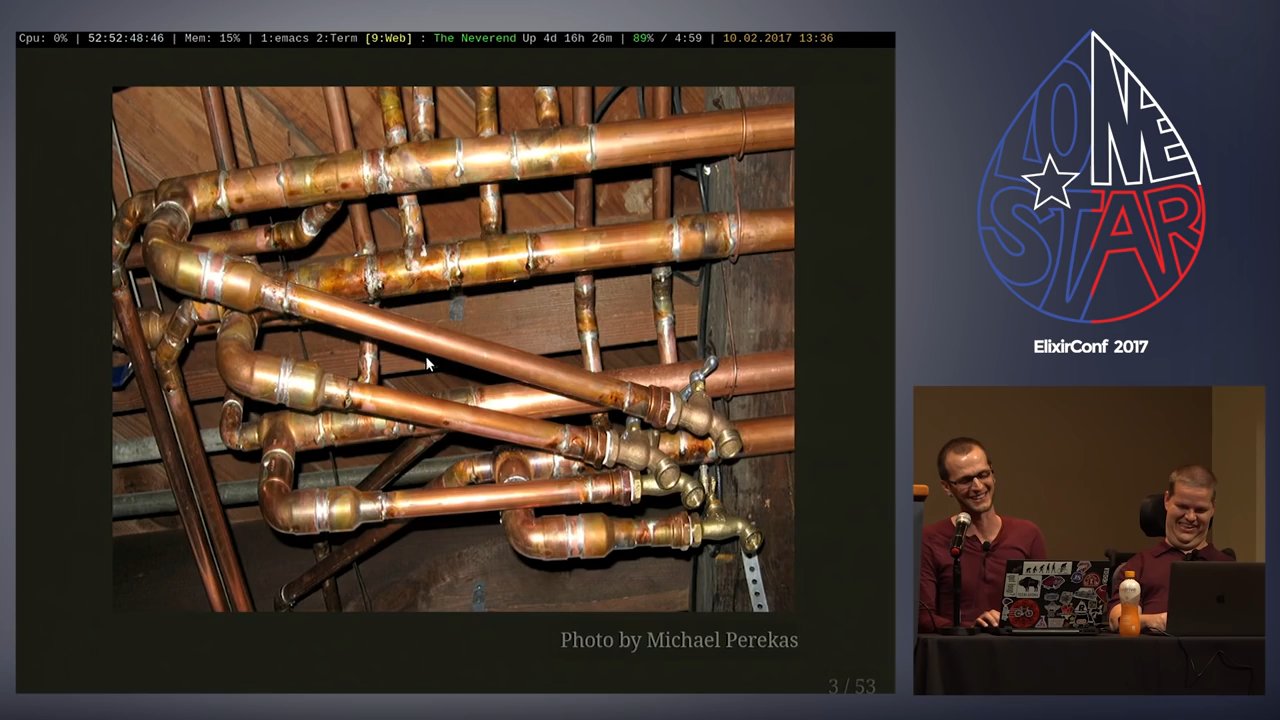 Cpu: 0% | 52:52:48:46 | Mem: 15% | 1:emacs 2:Term [9:Web] : The Neverend Up 4d 16h 26m | 89% / 4:59 | 10.02.2017 13:36
LONE
STAR
ElixirConf 2017
Photo by Michael Perekas
3 / 53